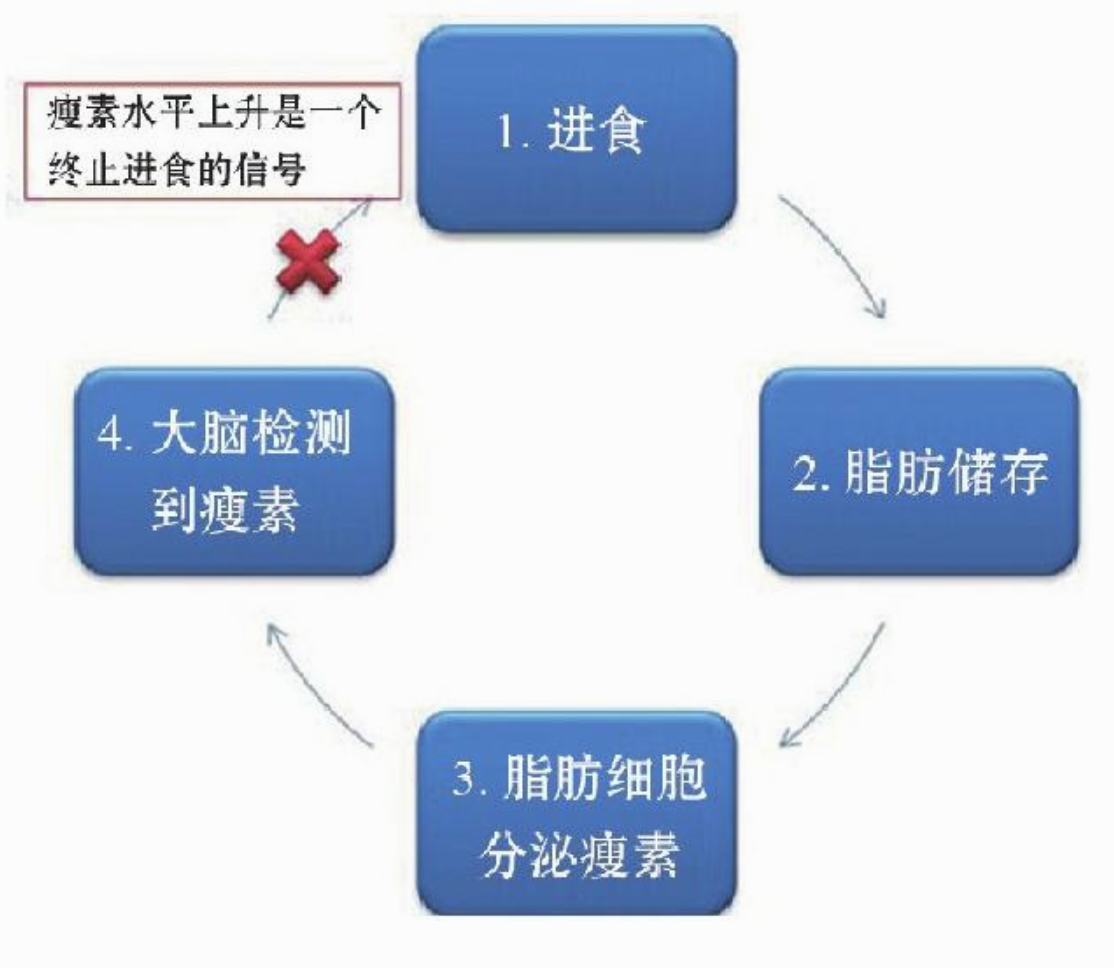 瘦素水平上升是一个
终止进食的信号
1. 进食
2. 脂肪储存
3. 脂肪细胞
分泌瘦素
4. 大脑检测
到瘦素